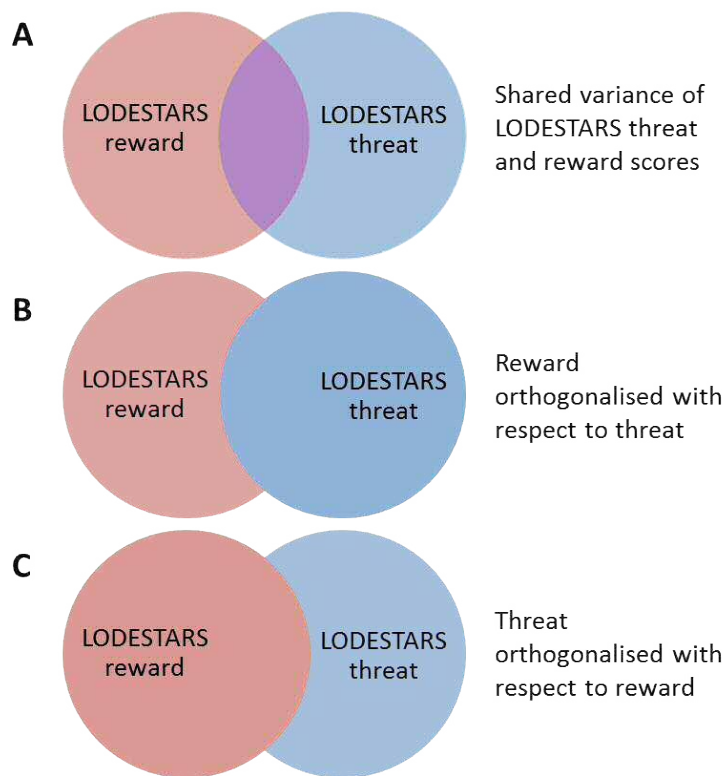 A
LODESTARS
reward
LODESTARS
threat
Shared variance of
LODESTARS threat
and reward scores
B
LODESTARS
reward
LODESTARS
threat
Reward
orthogonalised with
respect to threat
C
LODESTARS
reward
LODESTARS
threat
Threat
orthogonalised with
respect to reward